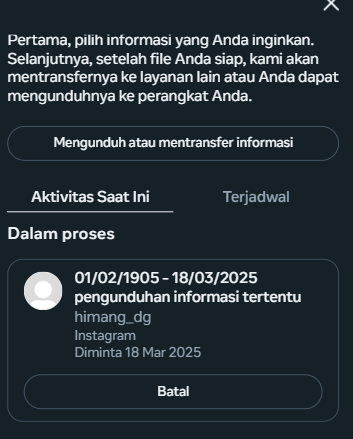 Pertama, pilih informasi yang Anda inginkan.
Selanjutnya, setelah file Anda siap, kami akan
mentransfernya ke layanan lain atau Anda dapat
mengunduhnya ke perangkat Anda.
Mengunduh atau mentransfer informasi
Aktivitas Saat Ini
Terjadwal
Dalam proses
01/02/1905 - 18/03/2025
pengunduhan informasi tertentu
himang_dg
Instagram
Diminta 18 Mar 2025
Batal